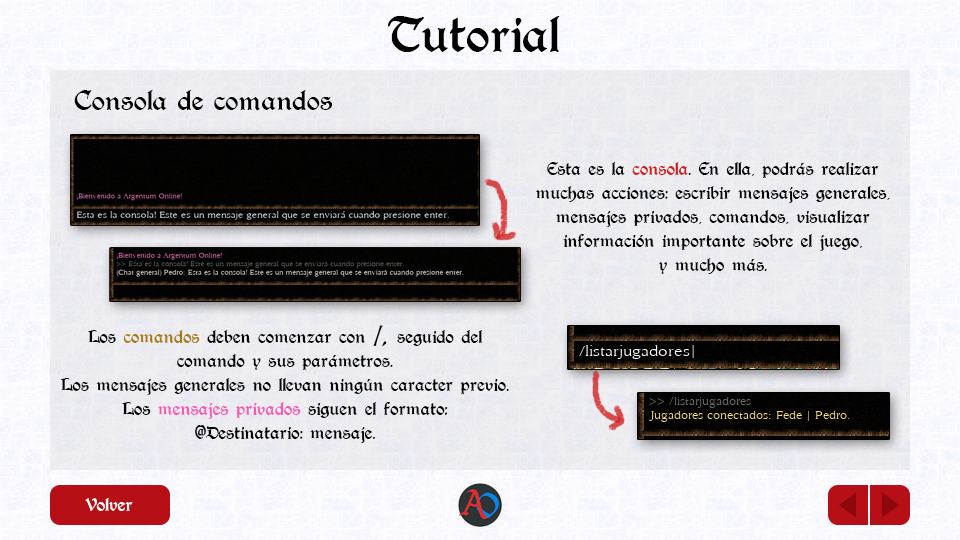 Tutorial
Consola de comandos
¡Bienvenido a Argentum Online!
Esta es la consola! Este es un mensaje general que se enviará cuando presione enter.
¡Bienvenido a Argentum Online!
>> Esta es la consola! Este es un mensaje general que se enviará cuando presione enter.
(Chat general) Pedro: Esta es la consola! Este es un mensaje general que se enviará cuando presione enter.
Esta es la consola. En ella, podrás realizar
muchas acciones: escribir mensajes generales,
mensajes privados, comandos, visualizar
información importante sobre el juego,
y mucho más.
Los comandos deben comenzar con /, seguido del
comando y sus parámetros.
Los mensajes generales no llevan ningún caracter previo.
Los mensajes privados siguen el formato:
@Destinatario: mensaje.
/listarjugadores|
>> /listarjugadores
Jugadores conectados: Fede | Pedro.
Volver
AO